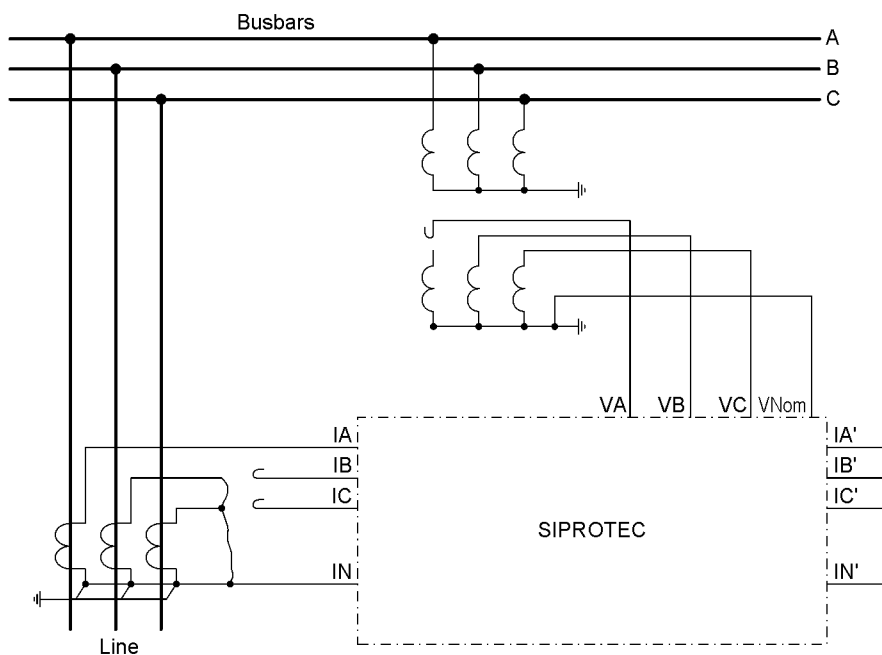 Busbars
A
B
C
VA
VB
VC
VNom
IA
IA'
IB
IB'
IC
IC'
SIPROTEC
IN
IN'
Line